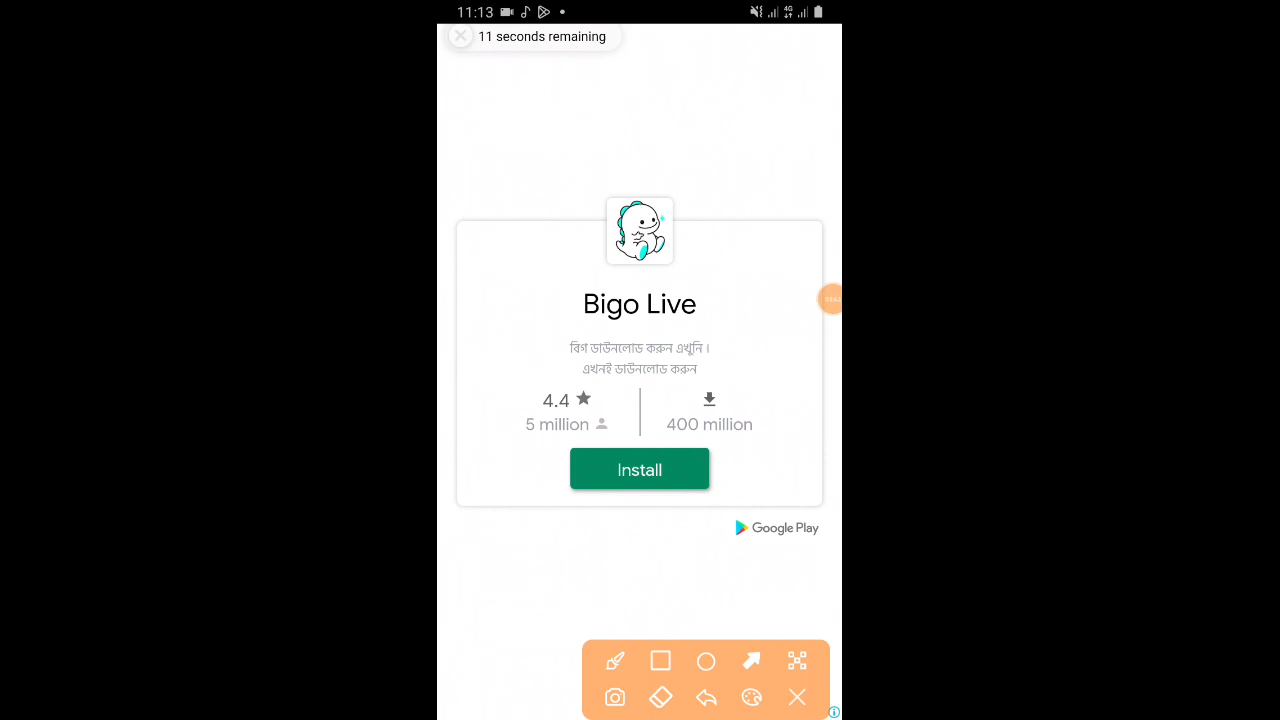 11:13
4G
11 seconds remaining
Bigo Live
বিগ ডাউনলোড করুন এখুনি ।
এখনই ডাউনলোড করুন
4.4
5 million
400 million
Install
Google Play